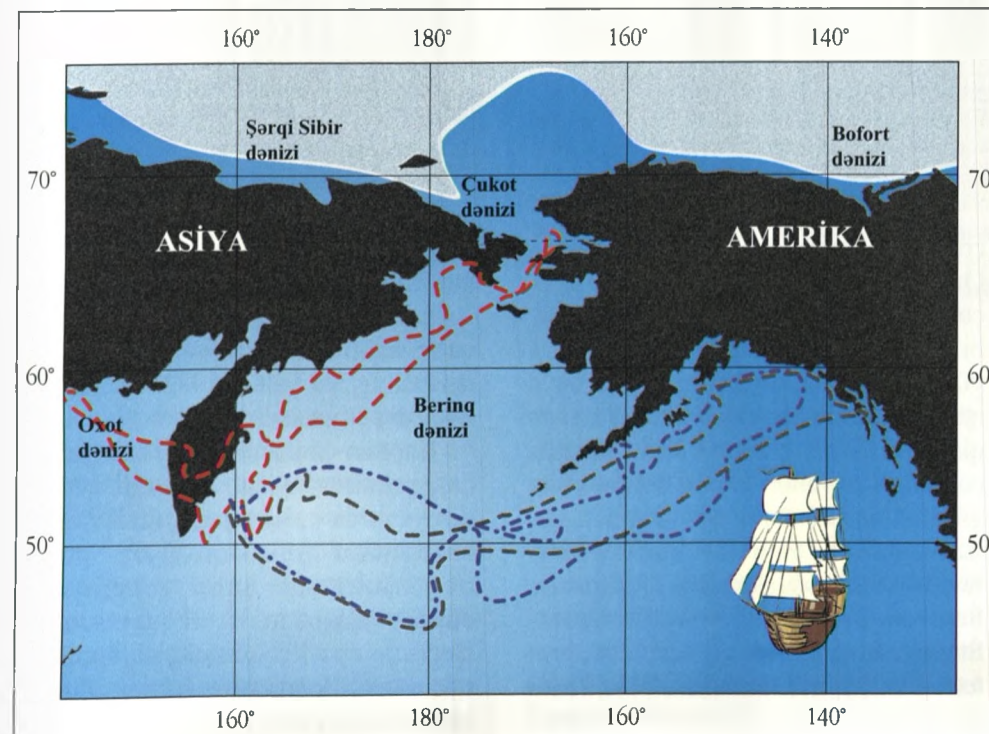 160° 180° 160° 140°
Şərqi Sibir
dənizi
Bofort
dənizi
70° 70
Çukot
dənizi
ASİYA AMERİKA
60° 60
Berinq
dənizi
Oxot
dənizi
50° 50
160° 180° 160° 140°